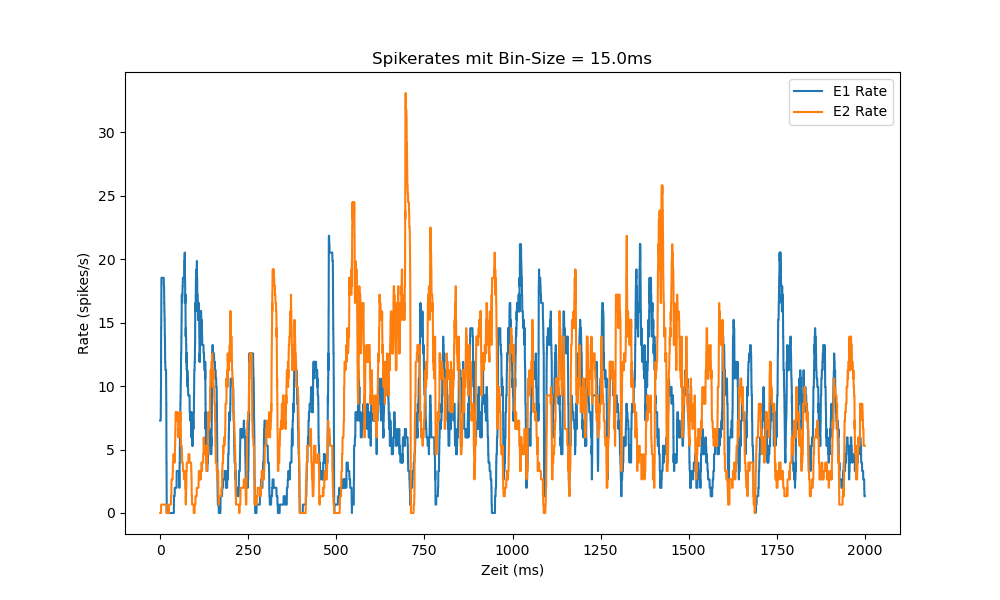 Spikerates mit Bin-Size = 15.0ms
E1 Rate
E2 Rate
Rate (spikes/s)
30
25
20
15
10
5
0
0 250 500 750 1000 1250 1500 1750 2000
Zeit (ms)